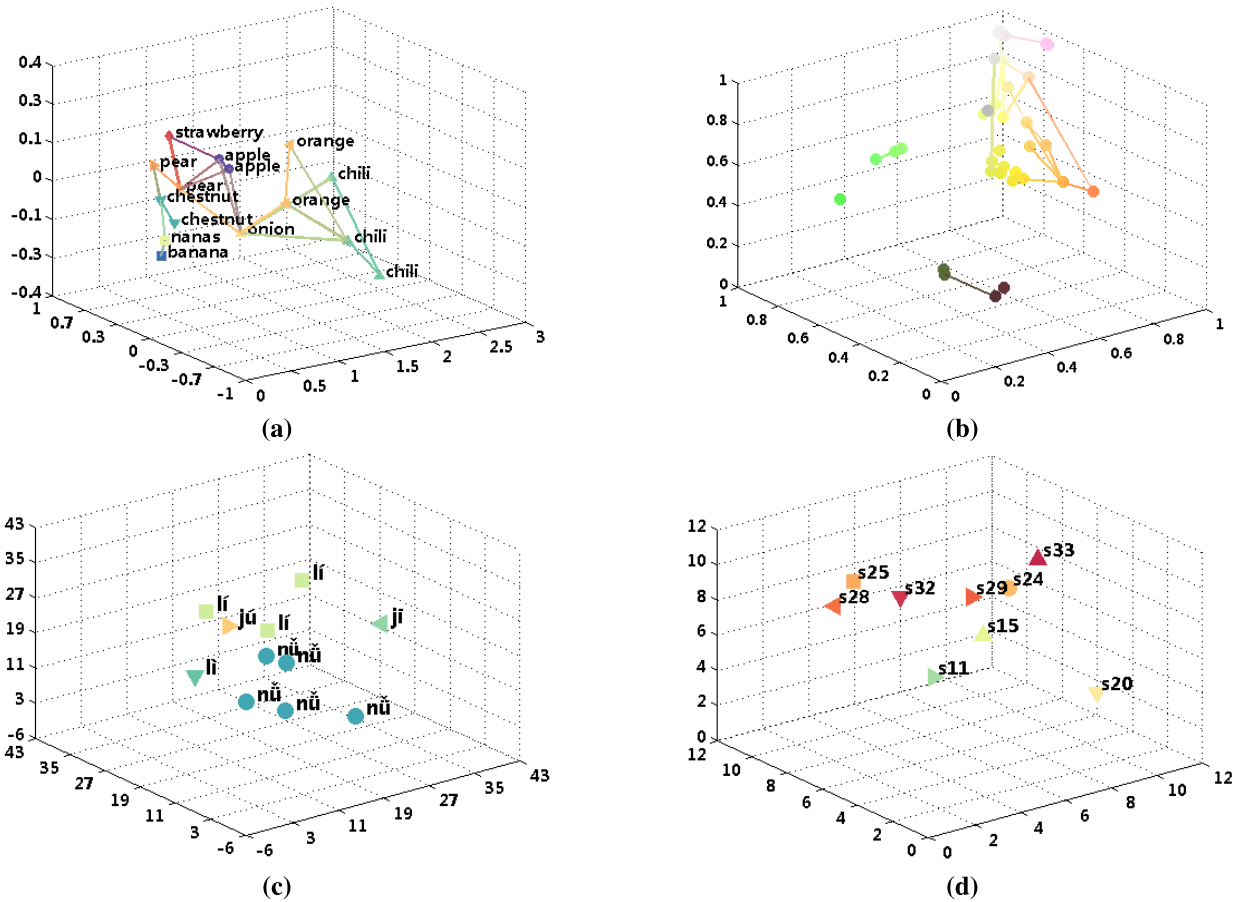 0.4
0.3
0.1
0
-0.1
-0.3
-0.4
1
0.7
0.3
0
-0.3
-0.7
-1
0
0.5
1
1.5
2
2.5
3
strawberry
apple
apple
orange
pear
pear
chili
chestnut
orange
chestnut
onion
chili
nanas
banana
chili
(a)
1
0.8
0.6
0.4
0.2
0
1
0.8
0.6
0.4
0.2
0
0
0.2
0.4
0.6
0.8
1
(b)
43
35
27
19
11
3
-6
43
35
27
19
11
3
-6
-6
3
11
19
27
35
43
lí
lí
jú
lí
jī
nǚ
nǚ
lì
nǚ
nǚ
nǚ
(c)
12
10
8
6
4
2
0
12
10
8
6
4
2
0
0
2
4
6
8
10
12
s33
s25
s24
s28
s32
s29
s15
s11
s20
(d)